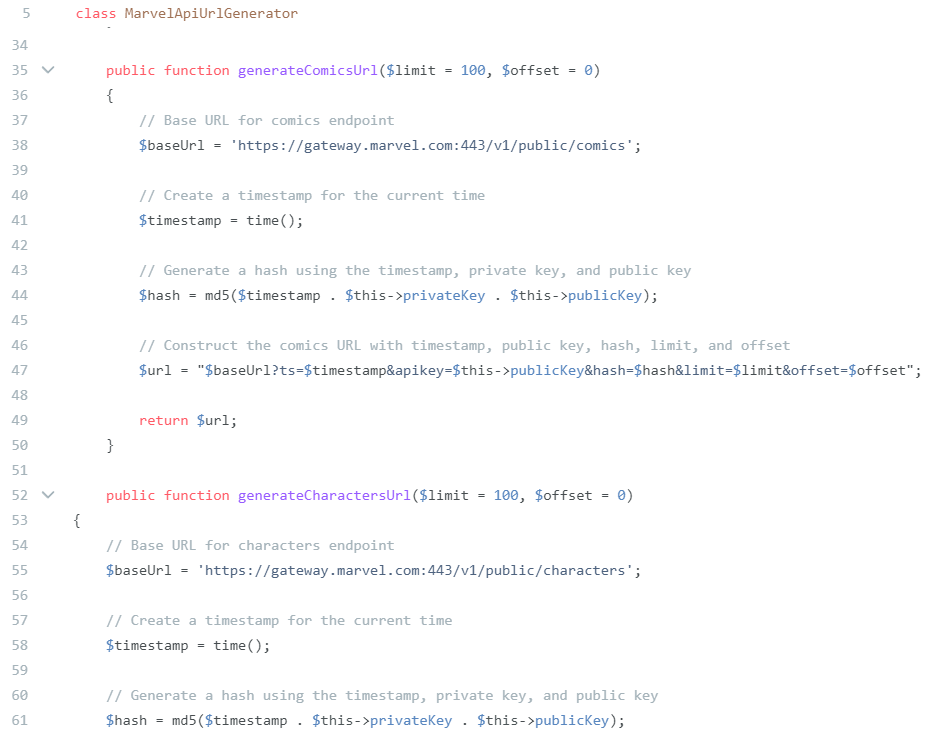 5 class MarvelApiUrlGenerator
34
35 public function generateComicsUrl($limit = 100, $offset = 0)
36 {
37 // Base URL for comics endpoint
38 $baseUrl = 'https://gateway.marvel.com:443/v1/public/comics';
39
40 // Create a timestamp for the current time
41 $timestamp = time();
42
43 // Generate a hash using the timestamp, private key, and public key
44 $hash = md5($timestamp . $this->privateKey . $this->publicKey);
45
46 // Construct the comics URL with timestamp, public key, hash, limit, and offset
47 $url = "$baseUrl?ts=$timestamp&apikey=$this->publicKey&hash=$hash&limit=$limit&offset=$offset";
48
49 return $url;
50 }
51
52 public function generateCharactersUrl($limit = 100, $offset = 0)
53 {
54 // Base URL for characters endpoint
55 $baseUrl = 'https://gateway.marvel.com:443/v1/public/characters';
56
57 // Create a timestamp for the current time
58 $timestamp = time();
59
60 // Generate a hash using the timestamp, private key, and public key
61 $hash = md5($timestamp . $this->privateKey . $this->publicKey);